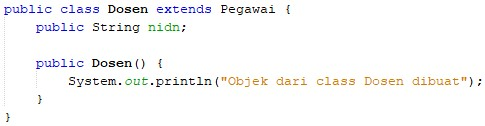 public class Dosen extends Pegawai {
    public String nidn;

    public Dosen() {
        System.out.println("Objek dari class Dosen dibuat");
    }
}